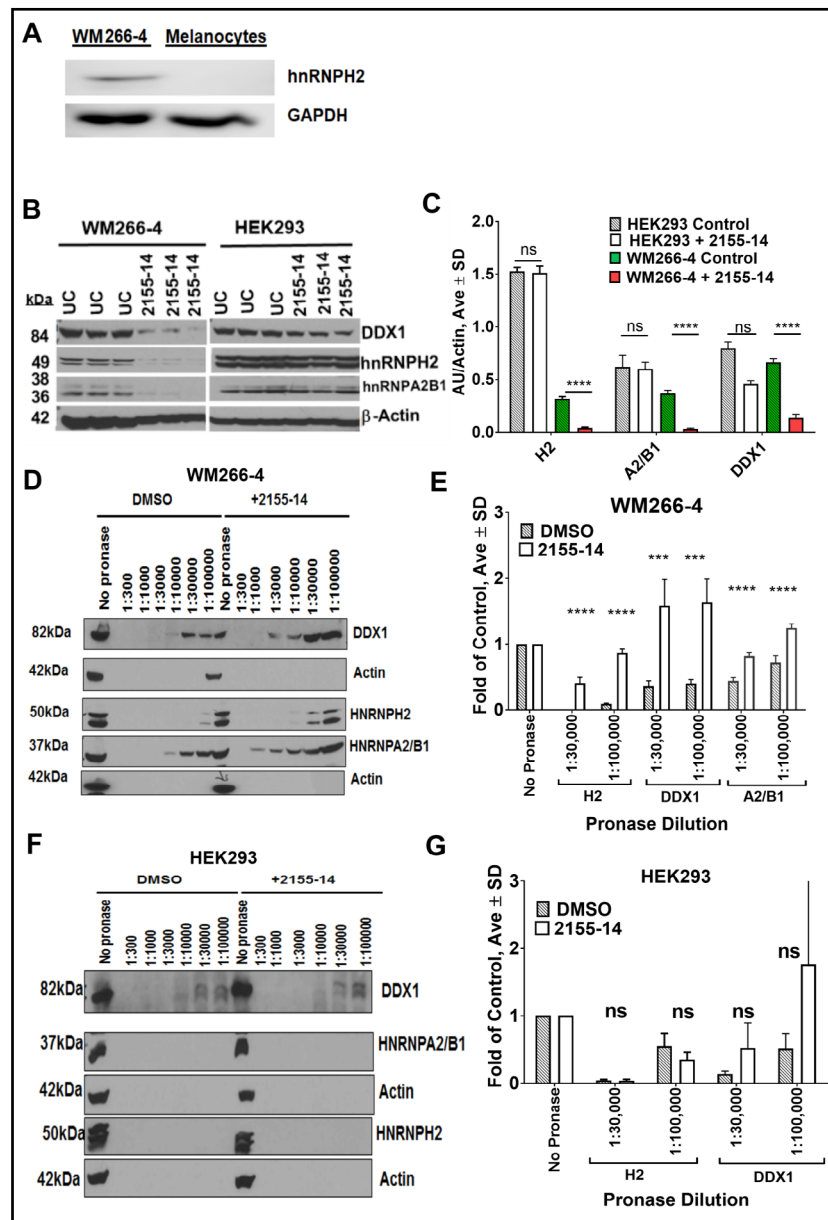 A
WM266-4 Melanocytes
hnRNPH2
GAPDH
B
WM266-4 HEK293
kDa UC UC UC 2155-14 2155-14 2155-14 UC UC UC 2155-14 2155-14 2155-14
84 DDX1
49 hnRNPH2
38
36 hnRNPA2B1
42 β-Actin
C
AU/Actin, Ave ± SD
2.0
1.5
1.0
0.5
0.0
HEK293 Control
HEK293 + 2155-14
WM266-4 Control
WM266-4 + 2155-14
ns **** ns **** ns ****
H2 A2/B1 DDX1
D
WM266-4
DMSO +2155-14
No pronase 1:300 1:1000 1:3000 1:10000 1:30000 1:100000 No pronase 1:300 1:1000 1:3000 1:10000 1:30000 1:100000
82kDa DDX1
42kDa Actin
50kDa HNRNPH2
37kDa HNRNPA2/B1
42kDa Actin
E
WM266-4
Fold of Control, Ave ± SD
3
2
1
0
DMSO
2155-14
**** **** *** *** **** ****
No Pronase 1:30,000 1:100,000 1:30,000 1:100,000 1:30,000 1:100,000
H2 DDX1 A2/B1
Pronase Dilution
F
HEK293
DMSO +2155-14
No pronase 1:300 1:1000 1:3000 1:10000 1:30000 1:100000 No pronase 1:300 1:1000 1:3000 1:10000 1:30000 1:100000
82kDa DDX1
37kDa HNRNPA2/B1
42kDa Actin
50kDa HNRNPH2
42kDa Actin
G
HEK293
Fold of Control, Ave ± SD
3
2
1
0
DMSO
2155-14
ns ns ns ns
No Pronase 1:30,000 1:100,000 1:30,000 1:100,000
H2 DDX1
Pronase Dilution